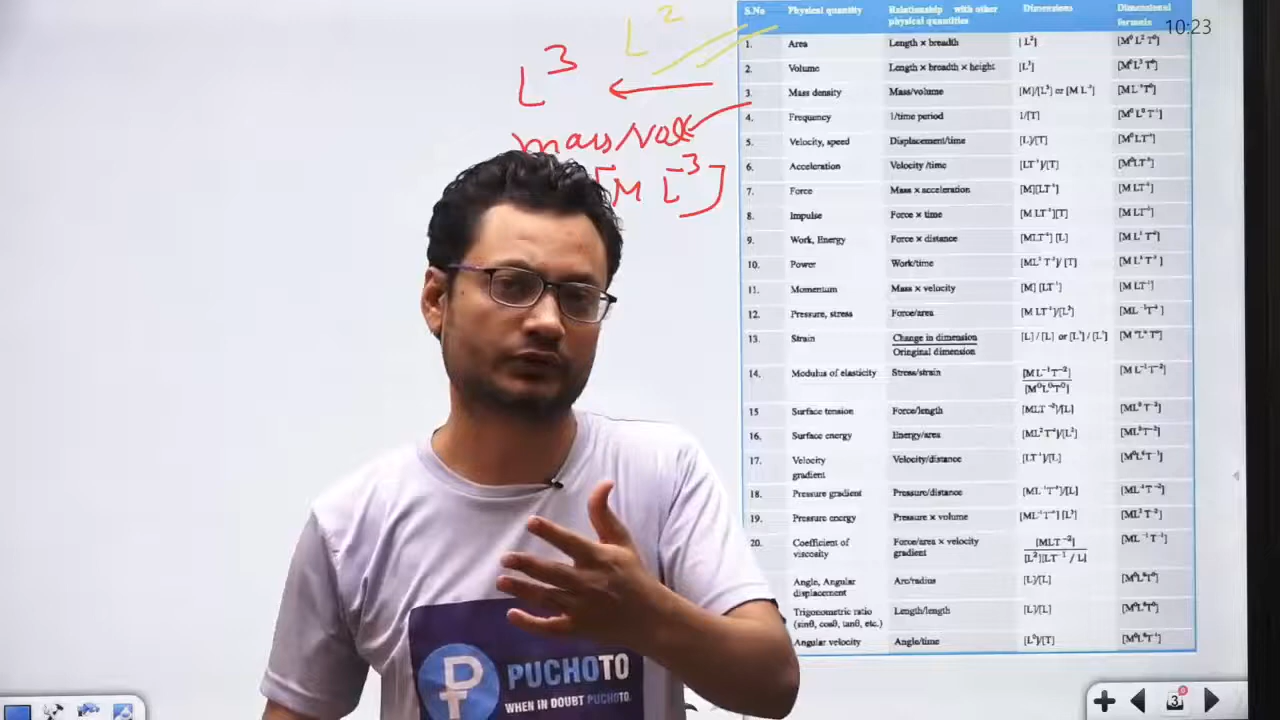 L²
L³
mass/vol
[M L³]
10:23
S.No Physical quantity Relationship with other physical quantities Dimensions Dimensional formula
1. Area Length × breadth [L²] [M⁰ L² T⁰]
2. Volume Length × breadth × height [L³] [M⁰L³ T⁰]
3. Mass density Mass/volume [M]/[L³] or [M L⁻³] [ML⁻³T⁰]
4. Frequency 1/time period 1/[T] [M⁰ L⁰ T⁻¹]
5. Velocity, speed Displacement/time [L]/[T] [M⁰LT⁻¹]
6. Acceleration Velocity /time [LT⁻¹]/[T] [M⁰LT⁻²]
7. Force Mass × acceleration [M][LT⁻²] [M LT⁻²]
8. Impulse Force × time [M LT⁻²][T] [M LT⁻¹]
9. Work, Energy Force × distance [MLT⁻²] [L] [M L² T⁻²]
10. Power Work/time [ML² T⁻²]/ [T] [M L² T⁻³]
11. Momentum Mass × velocity [M] [LT⁻¹] [M LT⁻¹]
12. Pressure, stress Force/area [M LT⁻²]/[L²] [ML⁻¹T⁻²]
13. Strain Change in dimension / Oringinal dimension [L] / [L] or [L³] / [L³] [M⁰L⁰T⁰]
14. Modulus of elasticity Stress/strain [M L⁻¹T⁻²] / [M⁰L⁰T⁰] [M L⁻¹T⁻²]
15 Surface tension Force/length [MLT⁻²]/[L] [ML⁰T⁻²]
16. Surface energy Energy/area [ML²T⁻²]/[L²] [ML⁰T⁻²]
17. Velocity gradient Velocity/distance [LT⁻¹]/[L] [M⁰L⁰T⁻¹]
18. Pressure gradient Pressure/distance [ML⁻¹T⁻²]/[L] [ML⁻²T⁻²]
19. Pressure energy Pressure × volume [ML⁻¹T⁻²] [L³] [ML² T⁻²]
20. Coefficient of viscosity Force/area × velocity gradient [MLT⁻²] / [L²][LT⁻¹ / L] [ML⁻¹T⁻¹]
Angle, Angular displacement Arc/radius [L]/[L] [M⁰L⁰T⁰]
Trigonometric ratio (sinθ, cosθ, tanθ, etc.) Length/length [L]/[L] [M⁰L⁰T⁰]
Angular velocity Angle/time [L⁰]/[T] [M⁰L⁰T⁻¹]
PUCHOTO
WHEN IN DOUBT PUCHOTO.
3